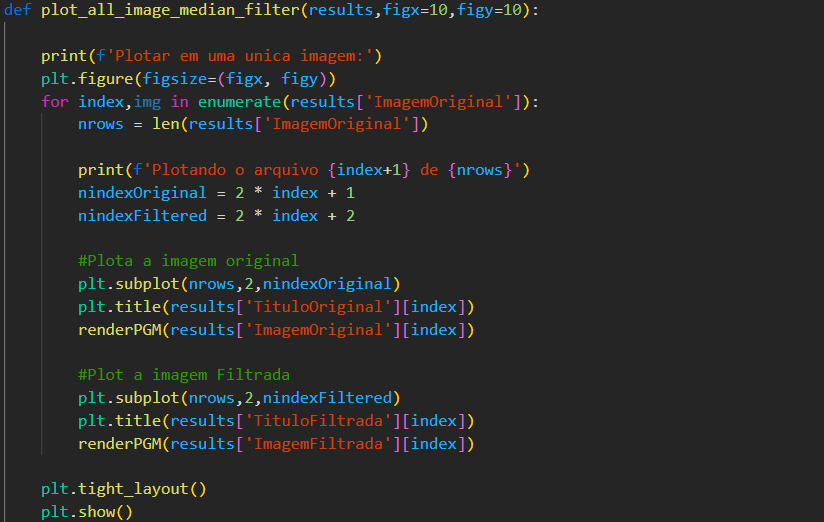 def plot_all_image_median_filter(results,figx=10,figy=10):
print(f'Plotar em uma unica imagem:')
plt.figure(figsize=(figx, figy))
for index,img in enumerate(results['ImagemOriginal']):
nrows = len(results['ImagemOriginal'])
print(f'Plotando o arquivo {index+1} de {nrows}')
nindexOriginal = 2 * index + 1
nindexFiltered = 2 * index + 2
#Plota a imagem original
plt.subplot(nrows,2,nindexOriginal)
plt.title(results['TituloOriginal'][index])
renderPGM(results['ImagemOriginal'][index])
#Plot a imagem Filtrada
plt.subplot(nrows,2,nindexFiltered)
plt.title(results['TituloFiltrada'][index])
renderPGM(results['ImagemFiltrada'][index])
plt.tight_layout()
plt.show()